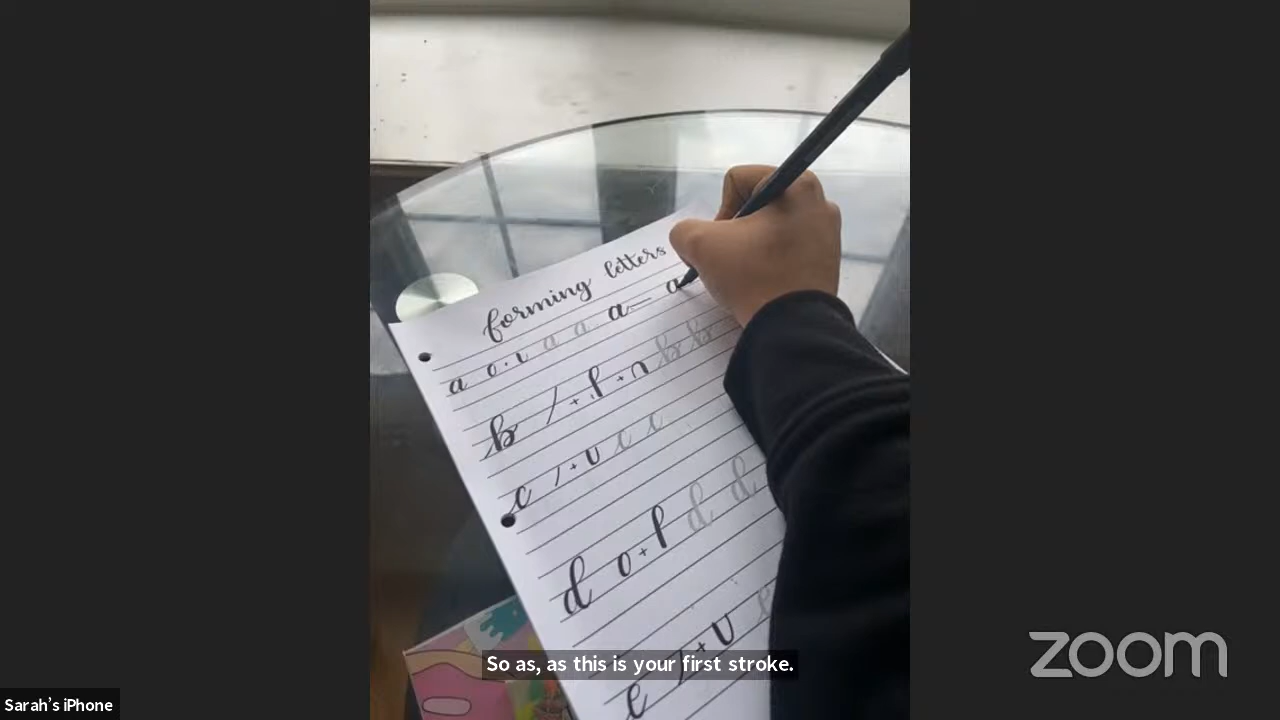 forming letters
a o + ι a a a — a
b / + l + n b b
c / + υ c c
d o + l d d
e / + υ e
So as, as this is your first stroke.
zoom
Sarah's iPhone